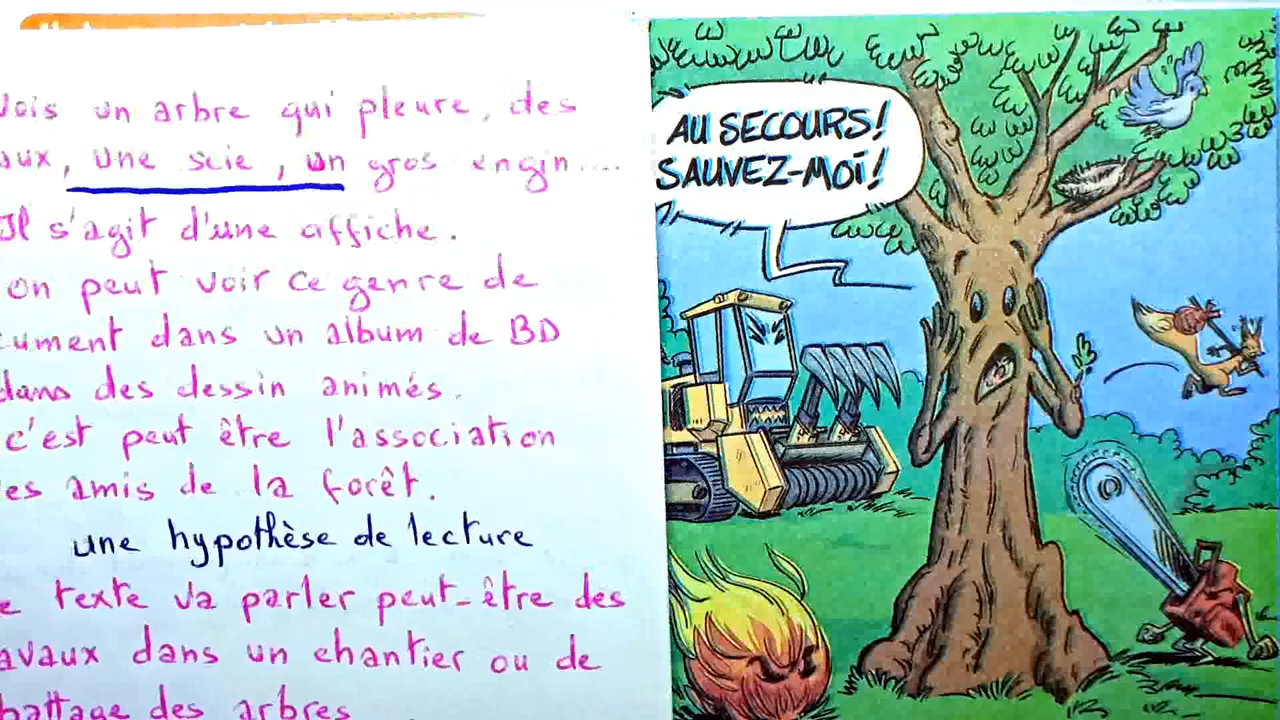 vois un arbre qui pleure, des
aux, une scie, un gros engin....
Il s'agit d'une affiche.
on peut voir ce genre de
cument dans un album de BD
dans des dessin animés.
c'est peut être l'association
es amis de la forêt.
une hypothèse de lecture
e texte va parler peut-être des
avaux dans un chantier ou de
battage des arbres
AU SECOURS!
SAUVEZ-MOI!